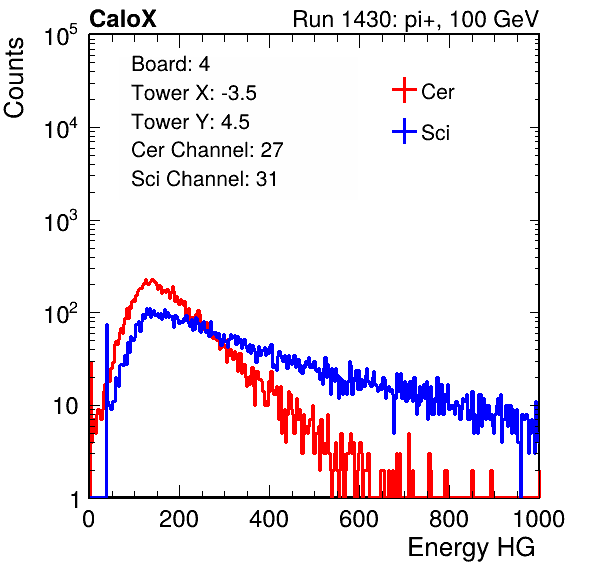 CaloX Run 1430: pi+, 100 GeV
Board: 4
Tower X: -3.5
Tower Y: 4.5
Cer Channel: 27
Sci Channel: 31
Cer
Sci
Counts
10^5
10^4
10^3
10^2
10
1
0 200 400 600 800 1000
Energy HG